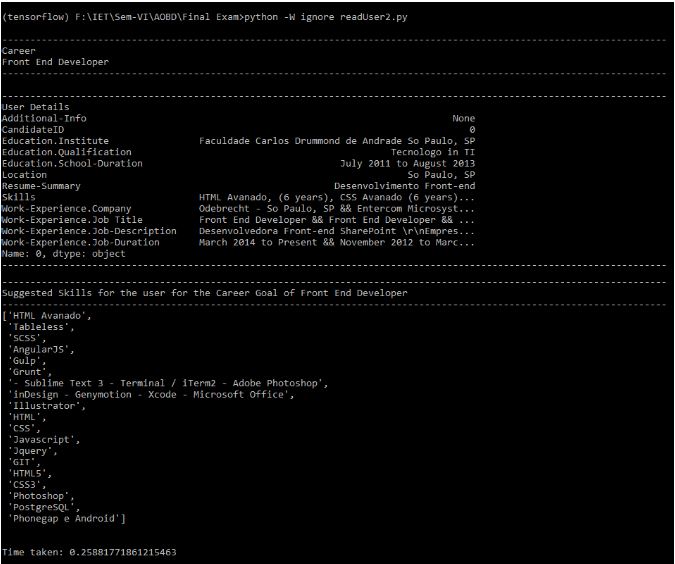 (tensorflow) F:\IET\Sem-VI\AOBD\Final Exam>python -W ignore readUser2.py
--------------------------------------------------------------------------------
Career
Front End Developer
--------------------------------------------------------------------------------
--------------------------------------------------------------------------------
User Details
Additional-Info None
CandidateID 0
Education.Institute Faculdade Carlos Drummond de Andrade So Paulo, SP
Education.Qualification Tecnologo in TI
Education.School-Duration July 2011 to August 2013
Location So Paulo, SP
Resume-Summary Desenvolvimento Front-end
Skills HTML Avanado, (6 years), CSS Avanado (6 years)...
Work-Experience.Company Odebrecht - So Paulo, SP && Entercom Microsyst...
Work-Experience.Job Title Front End Developer && Front End Developer && ...
Work-Experience.Job-Description Desenvolvedora Front-end SharePoint \r\nEmpres...
Work-Experience.Job-Duration March 2014 to Present && November 2012 to Marc...
Name: 0, dtype: object
--------------------------------------------------------------------------------
--------------------------------------------------------------------------------
Suggested Skills for the user for the Career Goal of Front End Developer
--------------------------------------------------------------------------------
['HTML Avanado',
'Tableless',
'SCSS',
'AngularJS',
'Gulp',
'Grunt',
'- Sublime Text 3 - Terminal / iTerm2 - Adobe Photoshop',
'inDesign - Genymotion - Xcode - Microsoft Office',
'Illustrator',
'HTML',
'CSS',
'Javascript',
'Jquery',
'GIT',
'HTML5',
'CSS3',
'Photoshop',
'PostgreSQL',
'Phonegap e Android']
Time taken: 0.25881771861215463